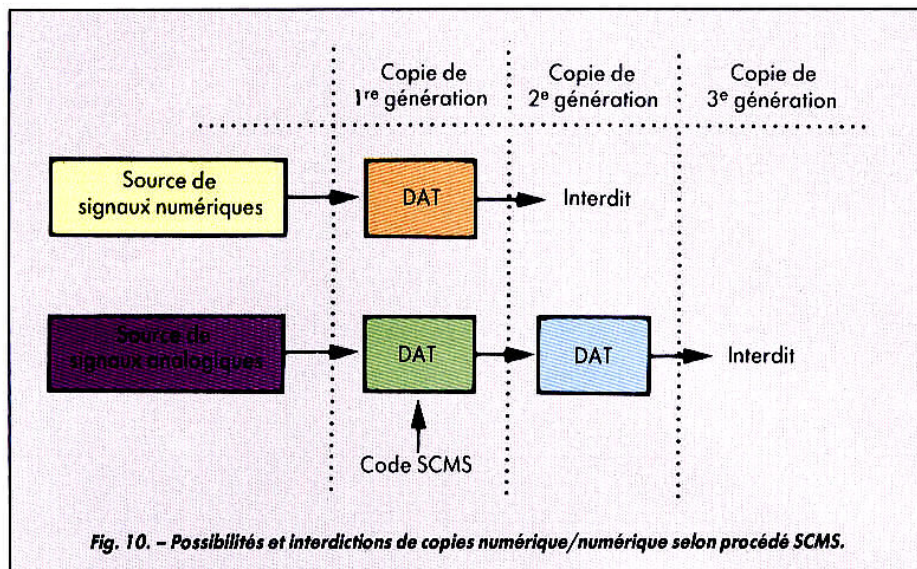 Copie de
1re génération
Copie de
2e génération
Copie de
3e génération
Source de
signaux numériques
DAT
Interdit
Source de
signaux analogiques
DAT
DAT
Interdit
Code SCMS
Fig. 10. – Possibilités et interdictions de copies numérique/numérique selon procédé SCMS.